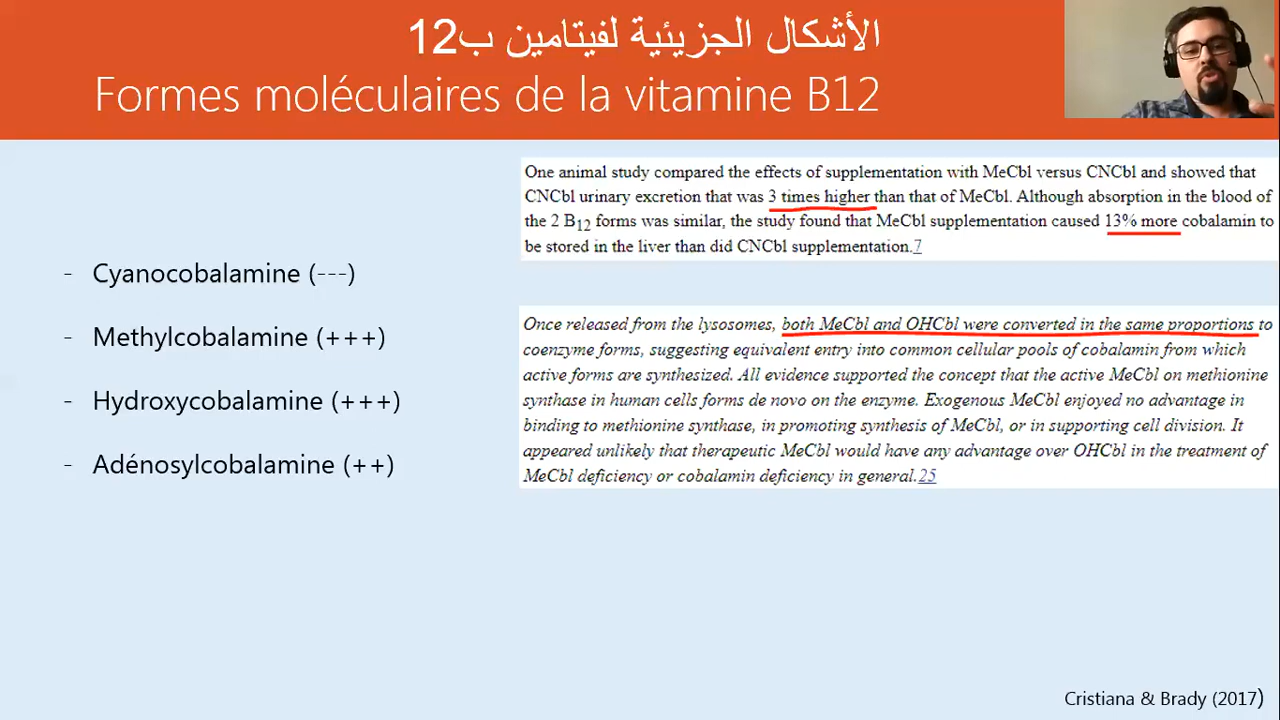 الأشكال الجزيئية لفيتامين ب12
Formes moléculaires de la vitamine B12
- Cyanocobalamine (---)
- Methylcobalamine (+++)
- Hydroxycobalamine (+++)
- Adénosylcobalamine (++)
One animal study compared the effects of supplementation with MeCbl versus CNCbl and showed that
CNCbl urinary excretion that was 3 times higher than that of MeCbl. Although absorption in the blood of
the 2 B12 forms was similar, the study found that MeCbl supplementation caused 13% more cobalamin to
be stored in the liver than did CNCbl supplementation.7
Once released from the lysosomes, both MeCbl and OHCbl were converted in the same proportions to
coenzyme forms, suggesting equivalent entry into common cellular pools of cobalamin from which
active forms are synthesized. All evidence supported the concept that the active MeCbl on methionine
synthase in human cells forms de novo on the enzyme. Exogenous MeCbl enjoyed no advantage in
binding to methionine synthase, in promoting synthesis of MeCbl, or in supporting cell division. It
appeared unlikely that therapeutic MeCbl would have any advantage over OHCbl in the treatment of
MeCbl deficiency or cobalamin deficiency in general.25
Cristiana & Brady (2017)